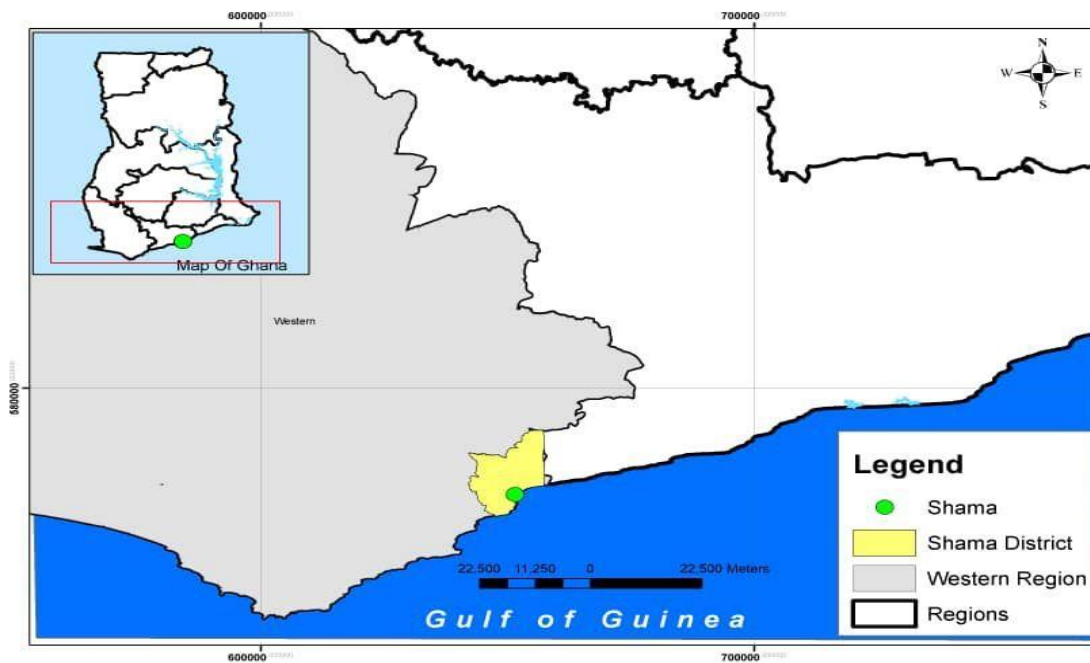 600000
700000
N
W E
S
Map Of Ghana
Western
580000
Legend
Shama
Shama District
Western Region
Regions
22,500 11,250 0 22,500 Meters
Gulf of Guinea
600000
700000